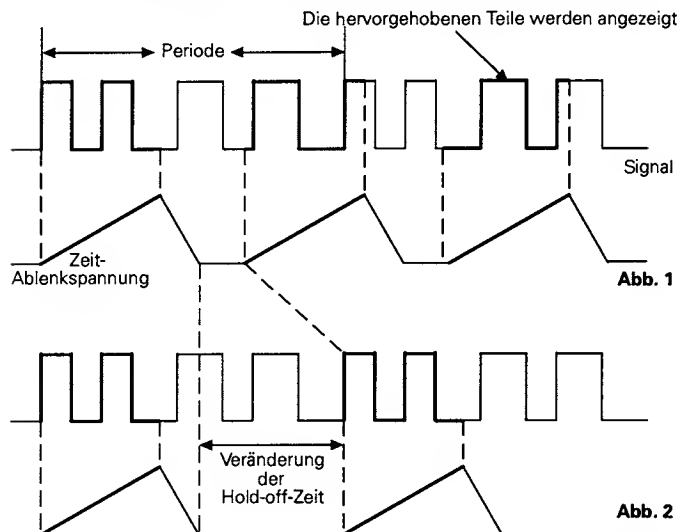 Die hervorgehobenen Teile werden angezeigt
Periode
Signal
Zeit-
Ablenkspannung
Abb. 1
Veränderung
der
Hold-off-Zeit
Abb. 2